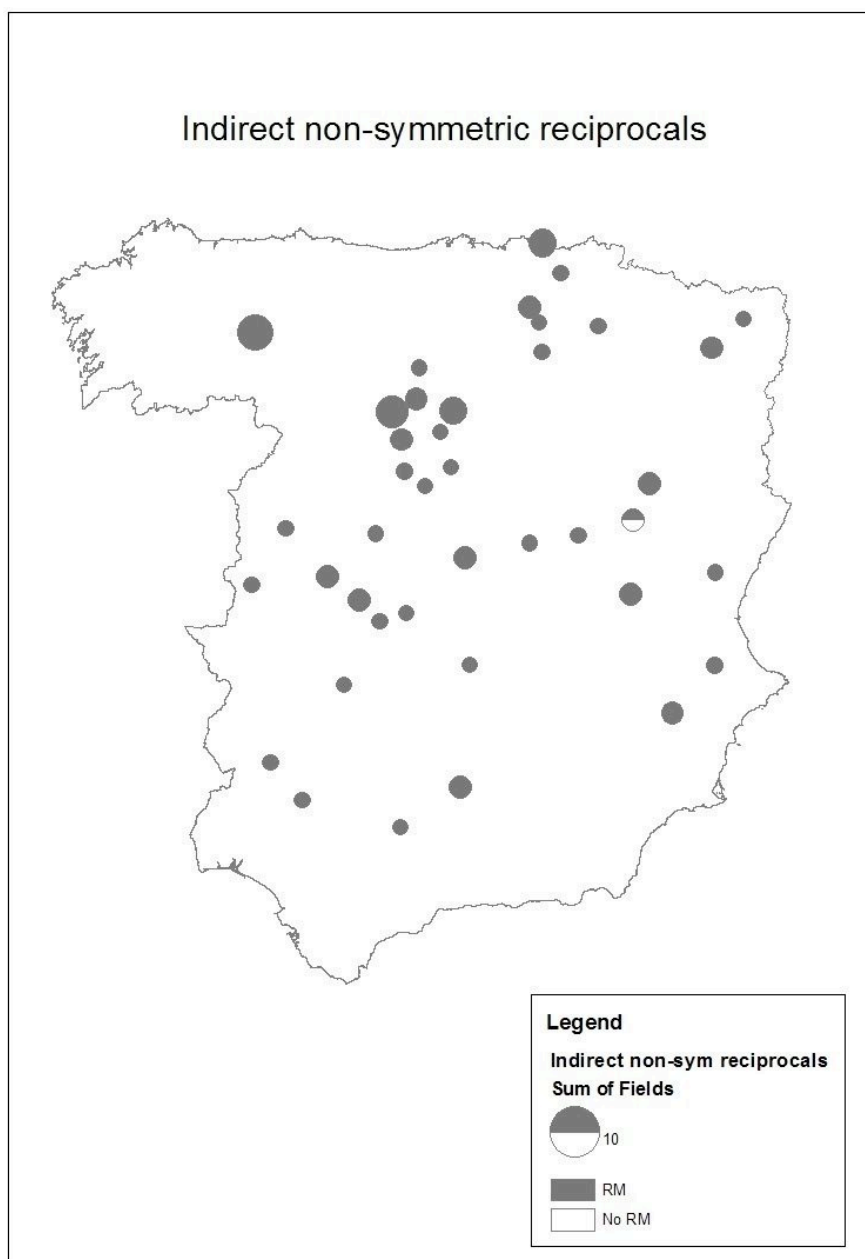 Indirect non-symmetric reciprocals
Legend
Indirect non-sym reciprocals
Sum of Fields
10
RM
No RM